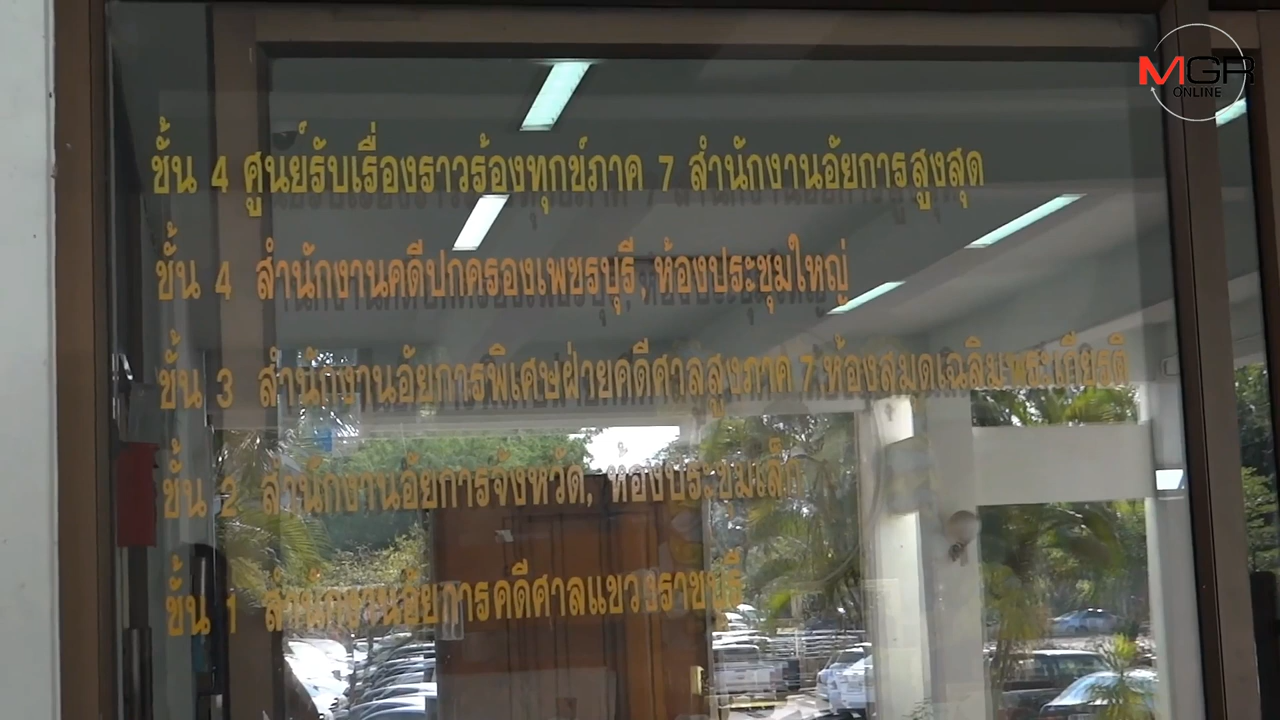 MGR
ONLINE
ขั้น 4 ศูนย์รับเรื่องราวร้องทุกข์ภาค 7 สำนักงานอัยการสูงสุด
ขั้น 4 สำนักงานคดีปกครองเพชรบุรี, ห้องประชุมใหญ่
ขั้น 3 สำนักงานอัยการพิเศษฝ่ายคดีศาลสูงภาค 7 ห้องสมุดเฉลิมพระเกียรติ
ขั้น 2 สำนักงานอัยการจังหวัด, ห้องประชุมเล็ก
ขั้น 1 สำนักงานอัยการคดีศาลแขวงราชบุรี